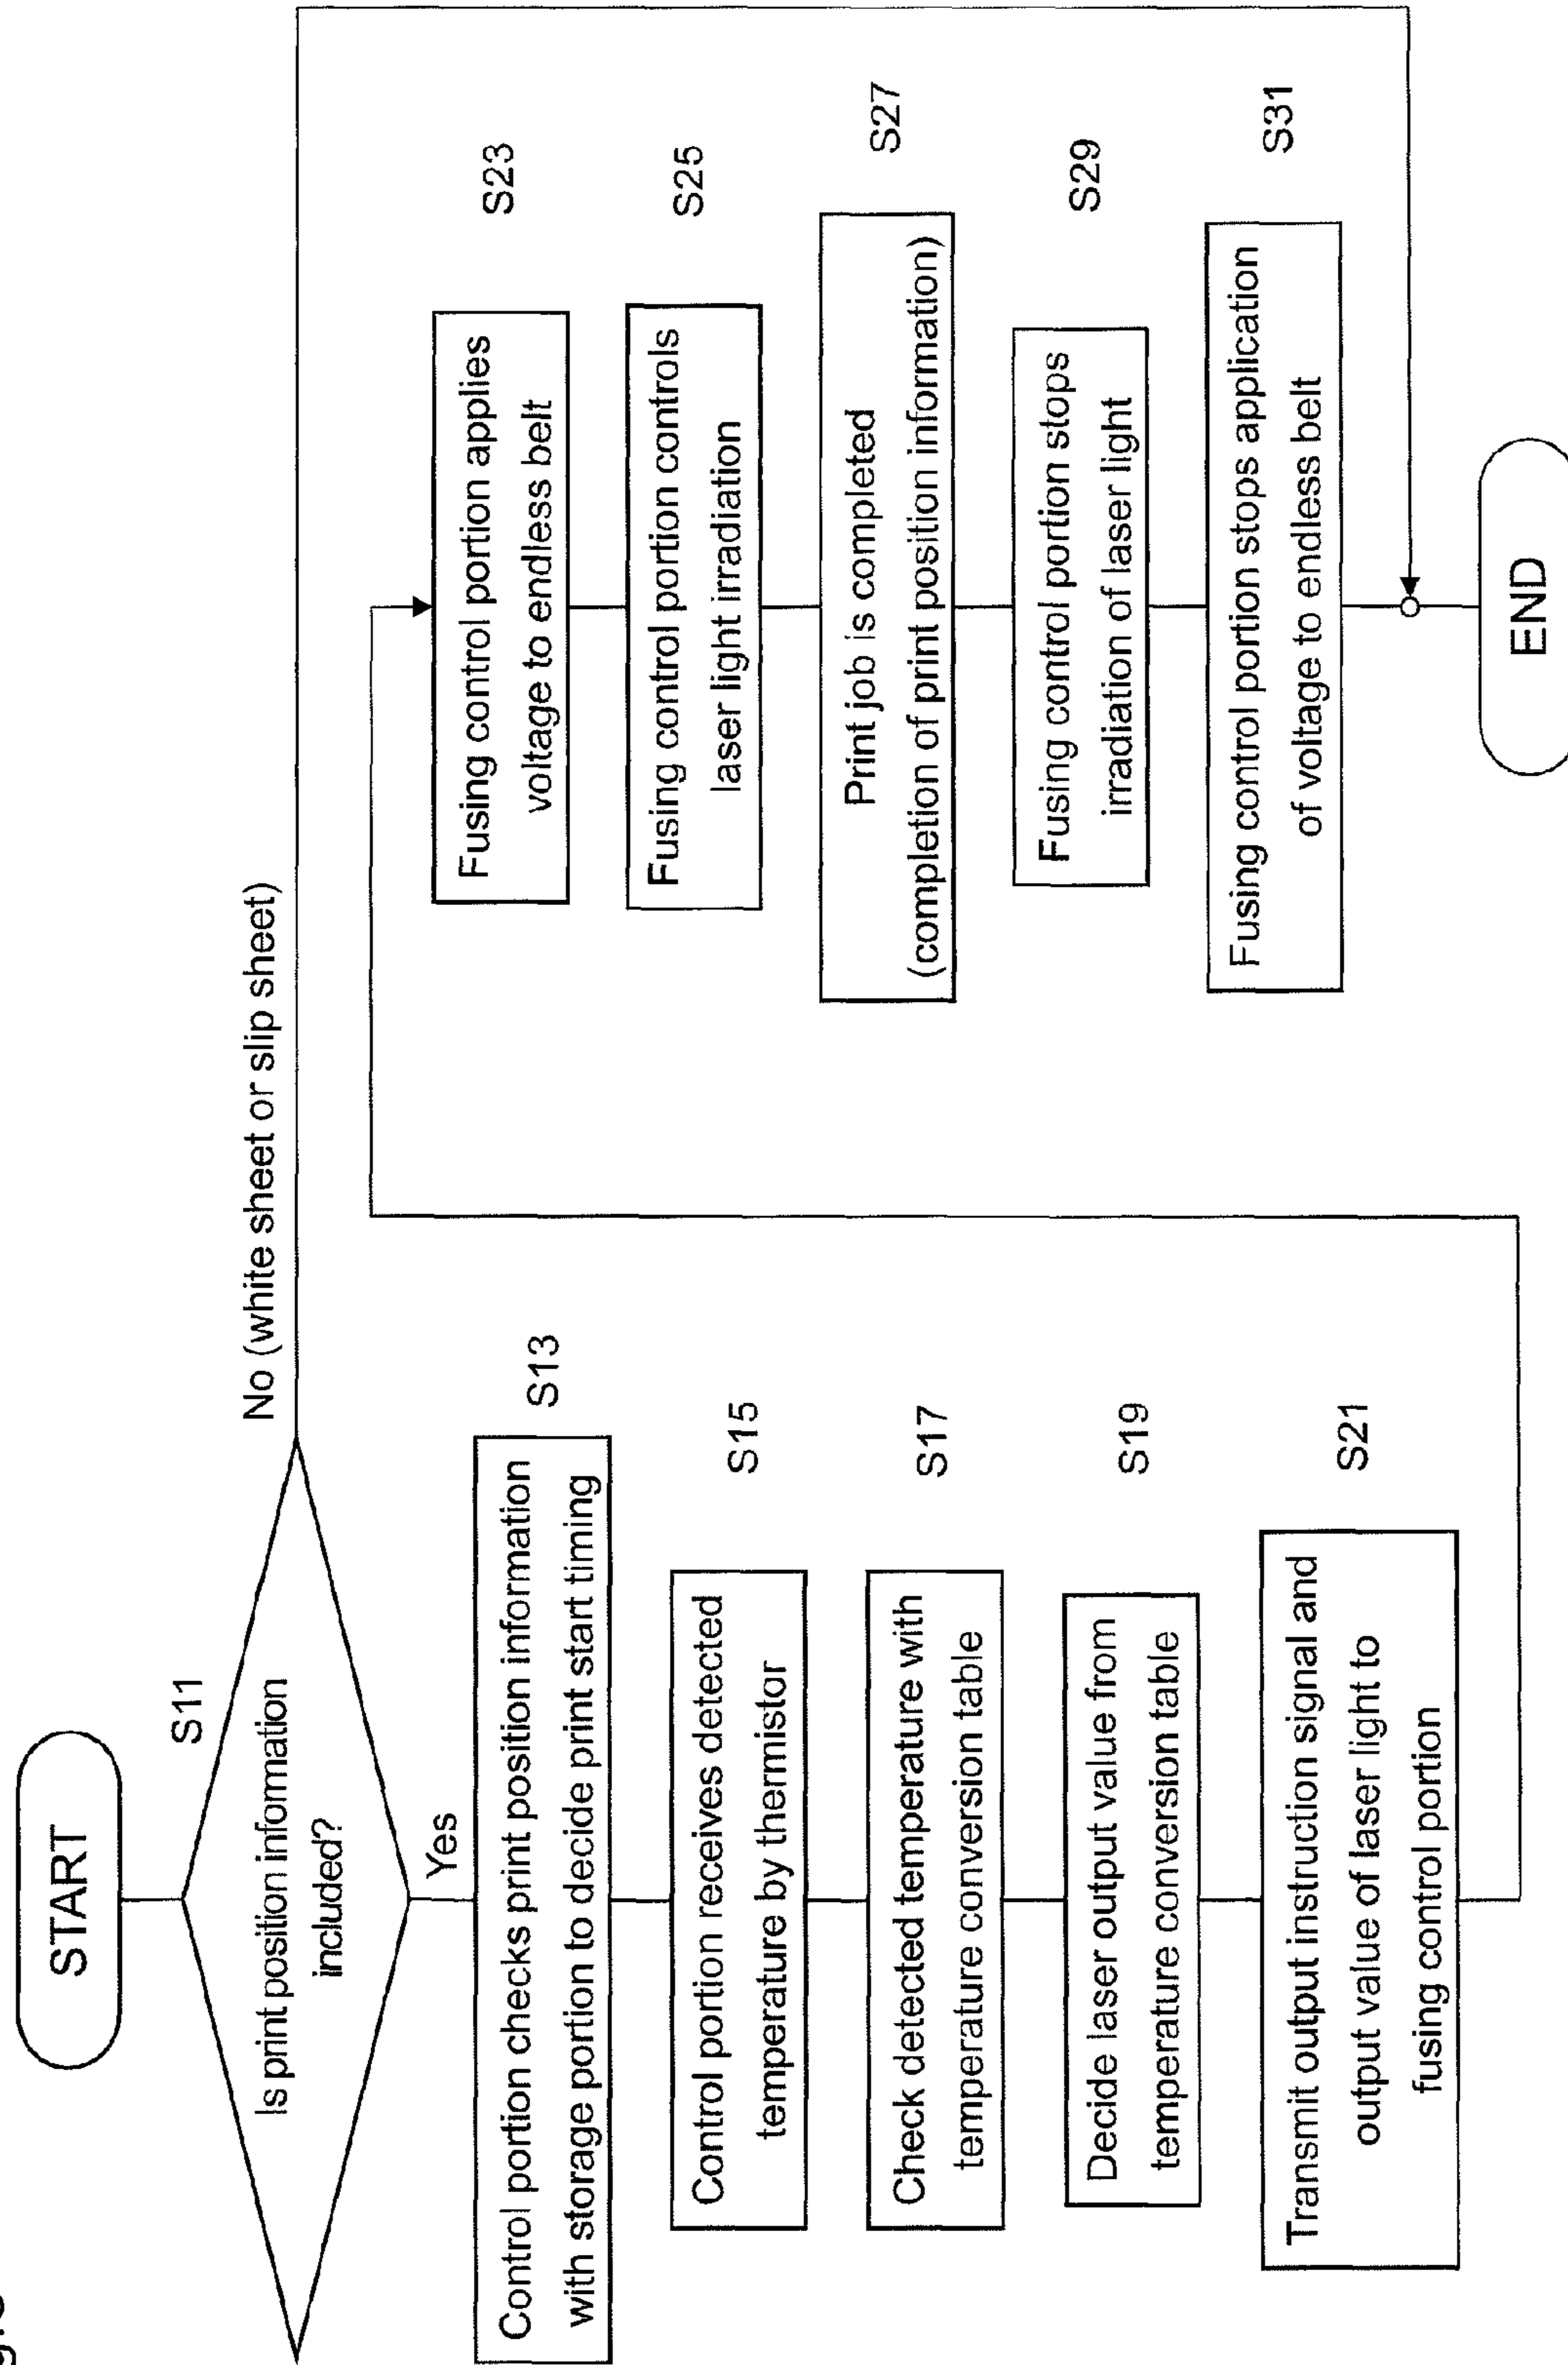 START
S11
Is print position information
included?
No (white sheet or slip sheet)
Yes
S13
Control portion checks print position information
with storage portion to decide print start timing
S15
Control portion receives detected
temperature by thermistor
S17
Check detected temperature with
temperature conversion table
S19
Decide laser output value from
temperature conversion table
S21
Transmit output instruction signal and
output value of laser light to
fusing control portion
S23
Fusing control portion applies
voltage to endless belt
S25
Fusing control portion controls
laser light irradiation
S27
Print job is completed
(completion of print position information)
S29
Fusing control portion stops
irradiation of laser light
S31
Fusing control portion stops application
of voltage to endless belt
END